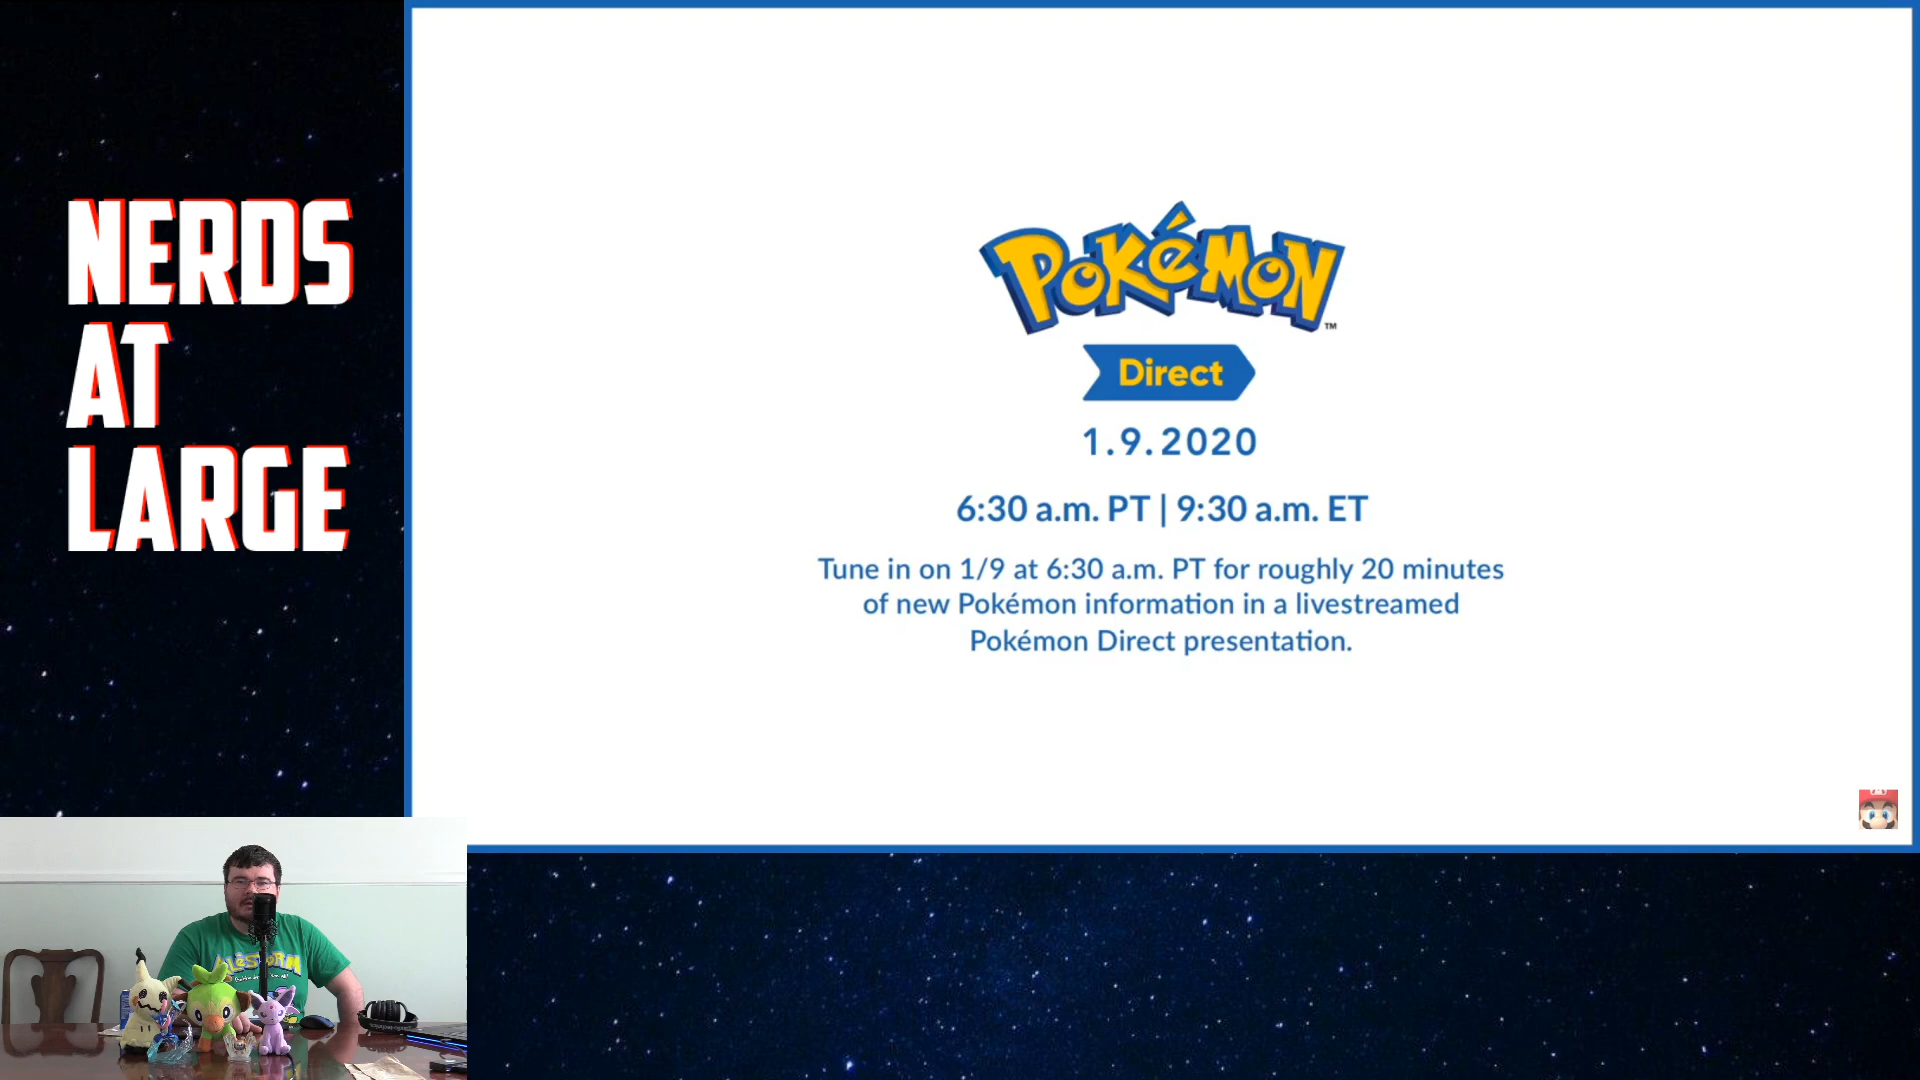 NERDS
AT
LARGE
POKéMON
TM
Direct
1.9.2020
6:30 a.m. PT | 9:30 a.m. ET
Tune in on 1/9 at 6:30 a.m. PT for roughly 20 minutes
of new Pokémon information in a livestreamed
Pokémon Direct presentation.